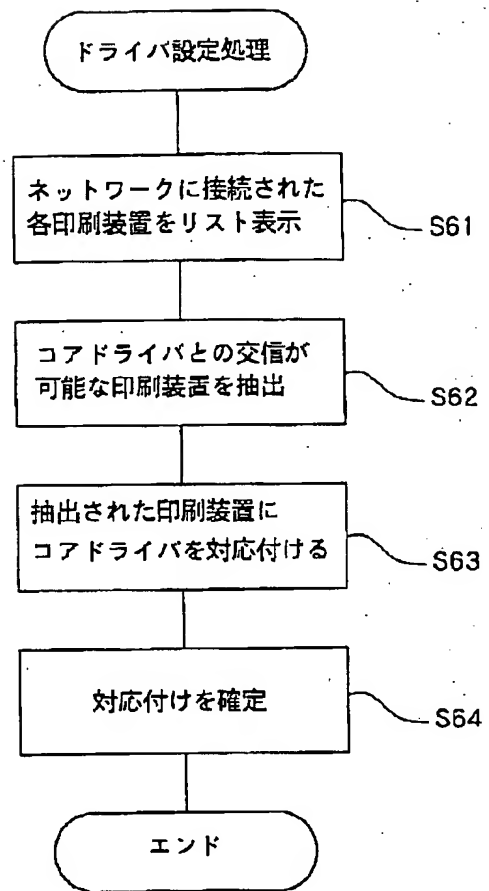 ドライバ設定処理
ネットワークに接続された
各印刷装置をリスト表示
S61
コアドライバとの交信が
可能な印刷装置を抽出
S62
抽出された印刷装置に
コアドライバを対応付ける
S63
対応付けを確定
S64
エンド